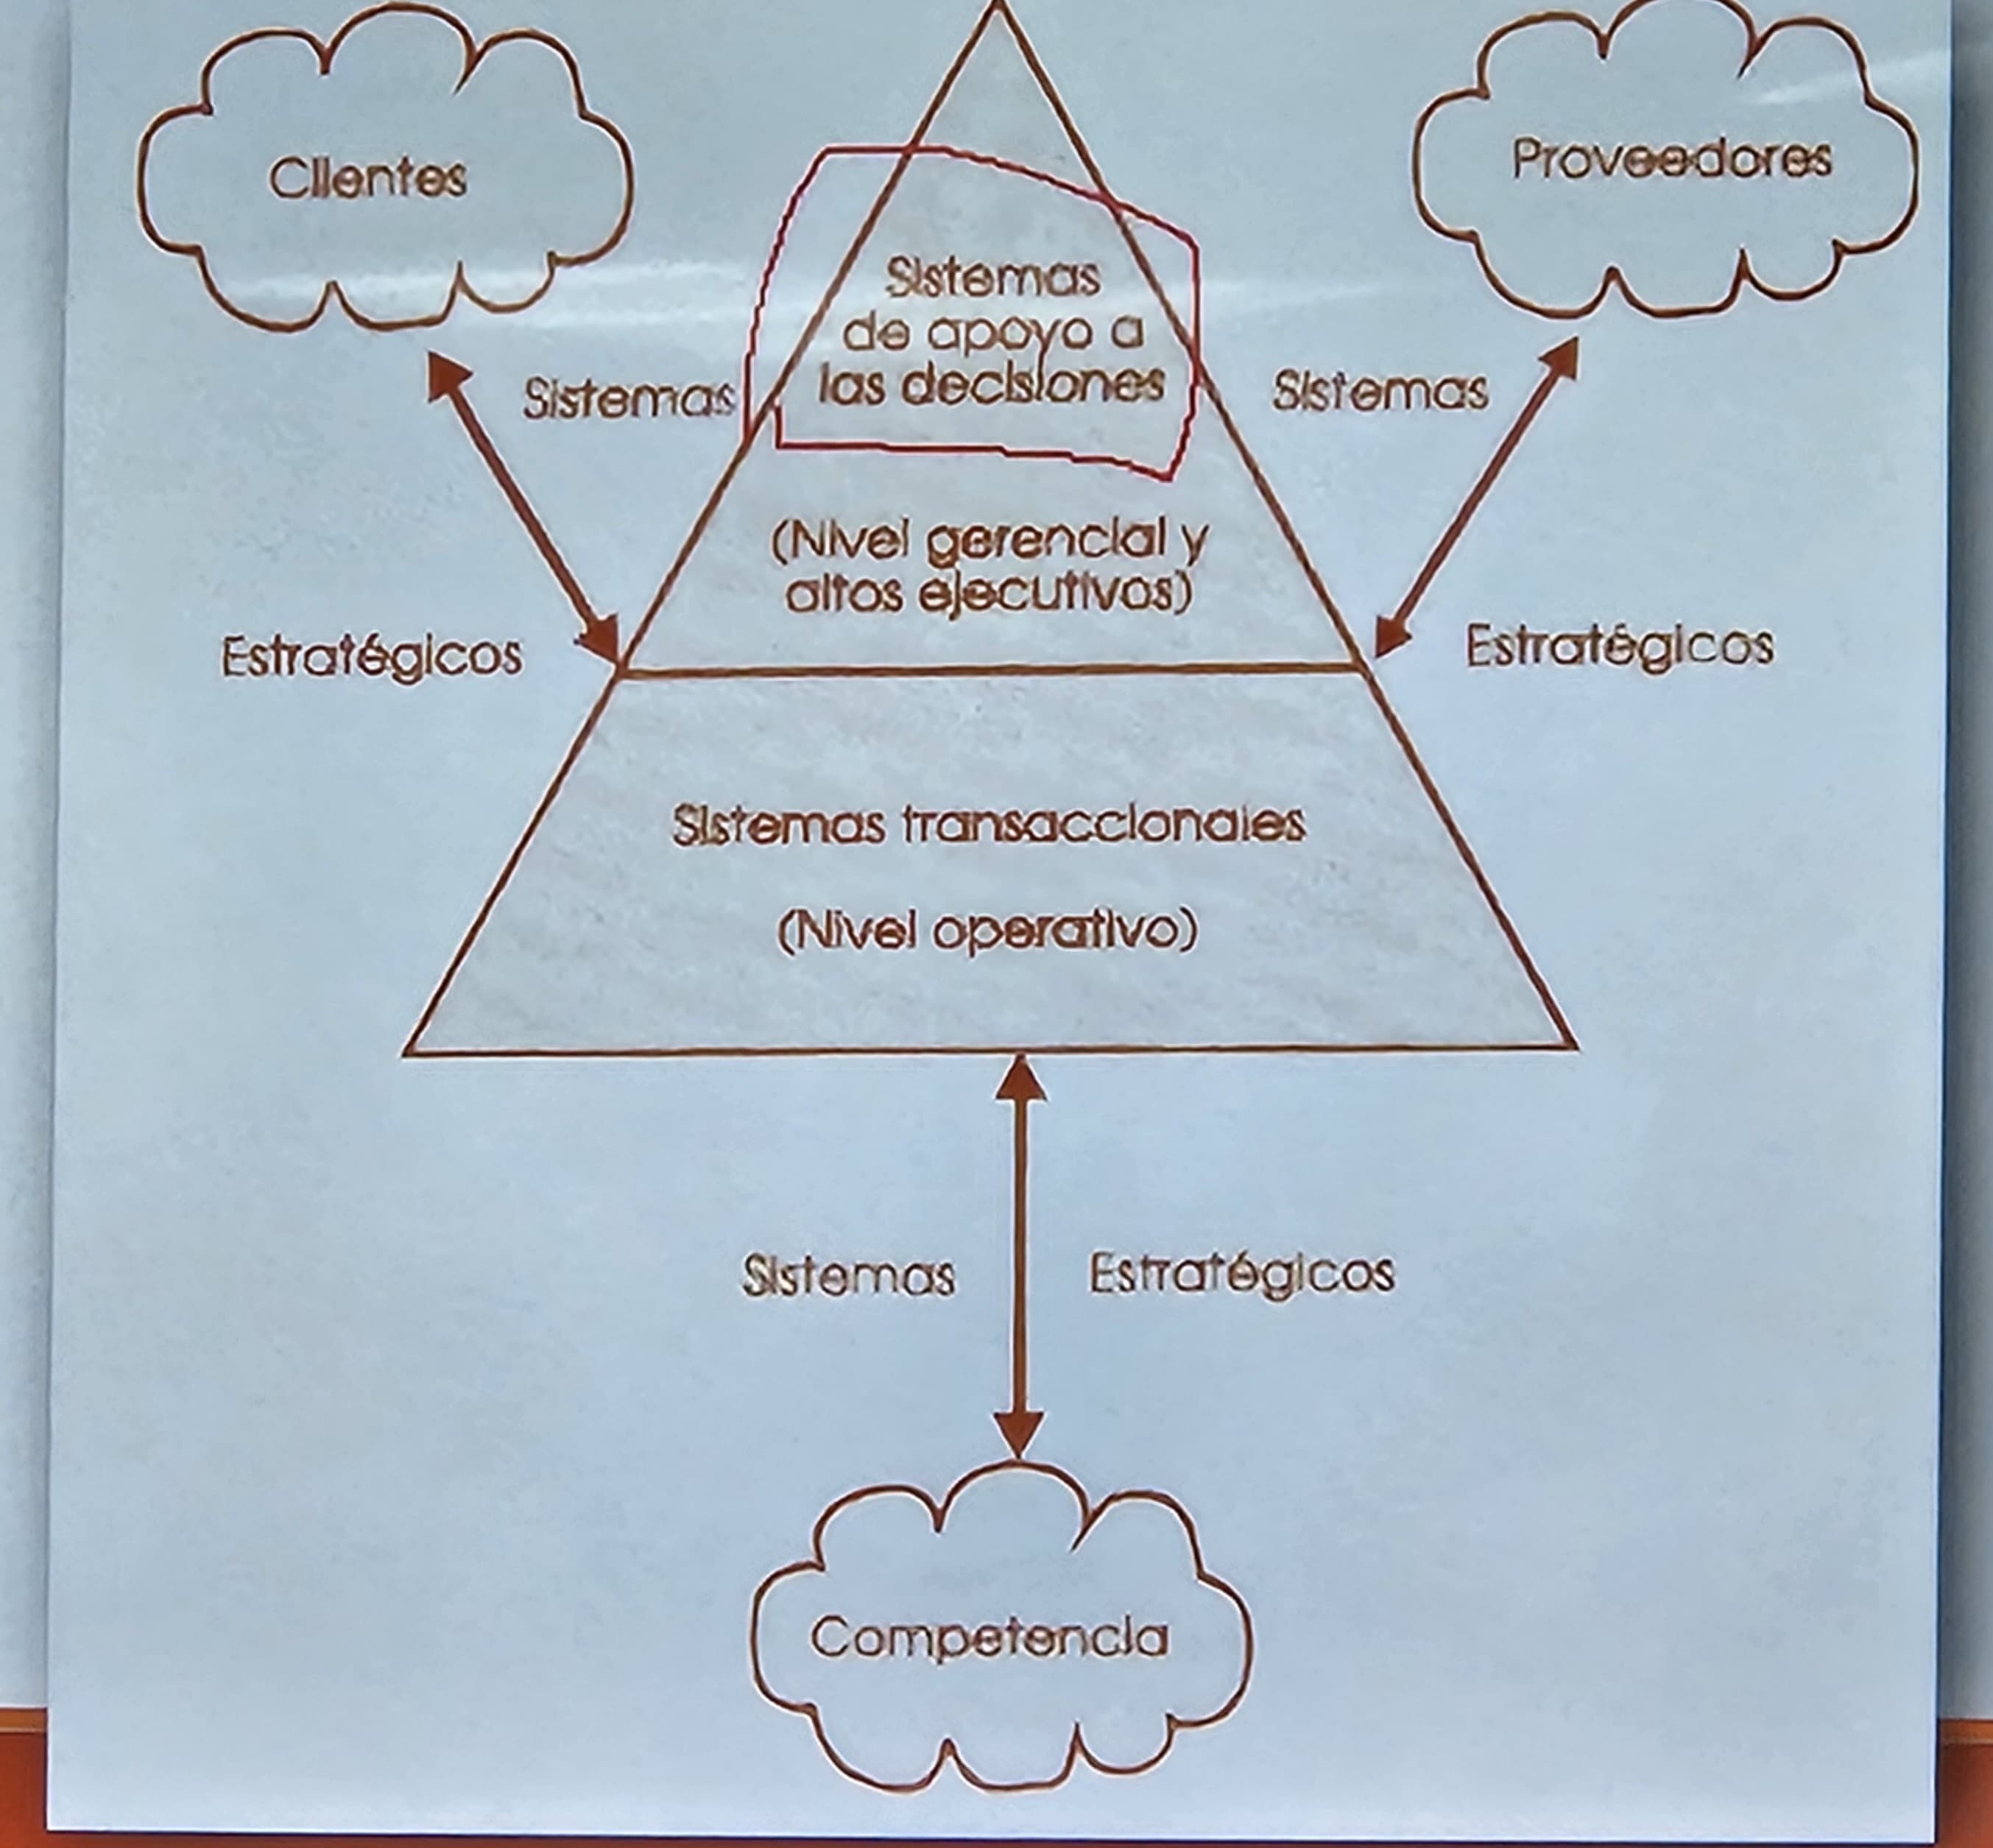 Clientes
Proveedores
Sistemas
de apoyo a
las decisiones
Sistemas
Sistemas
(Nivel gerencial y
altos ejecutivos)
Estratégicos
Estratégicos
Sistemas transaccionales
(Nivel operativo)
Sistemas
Estratégicos
Competencia